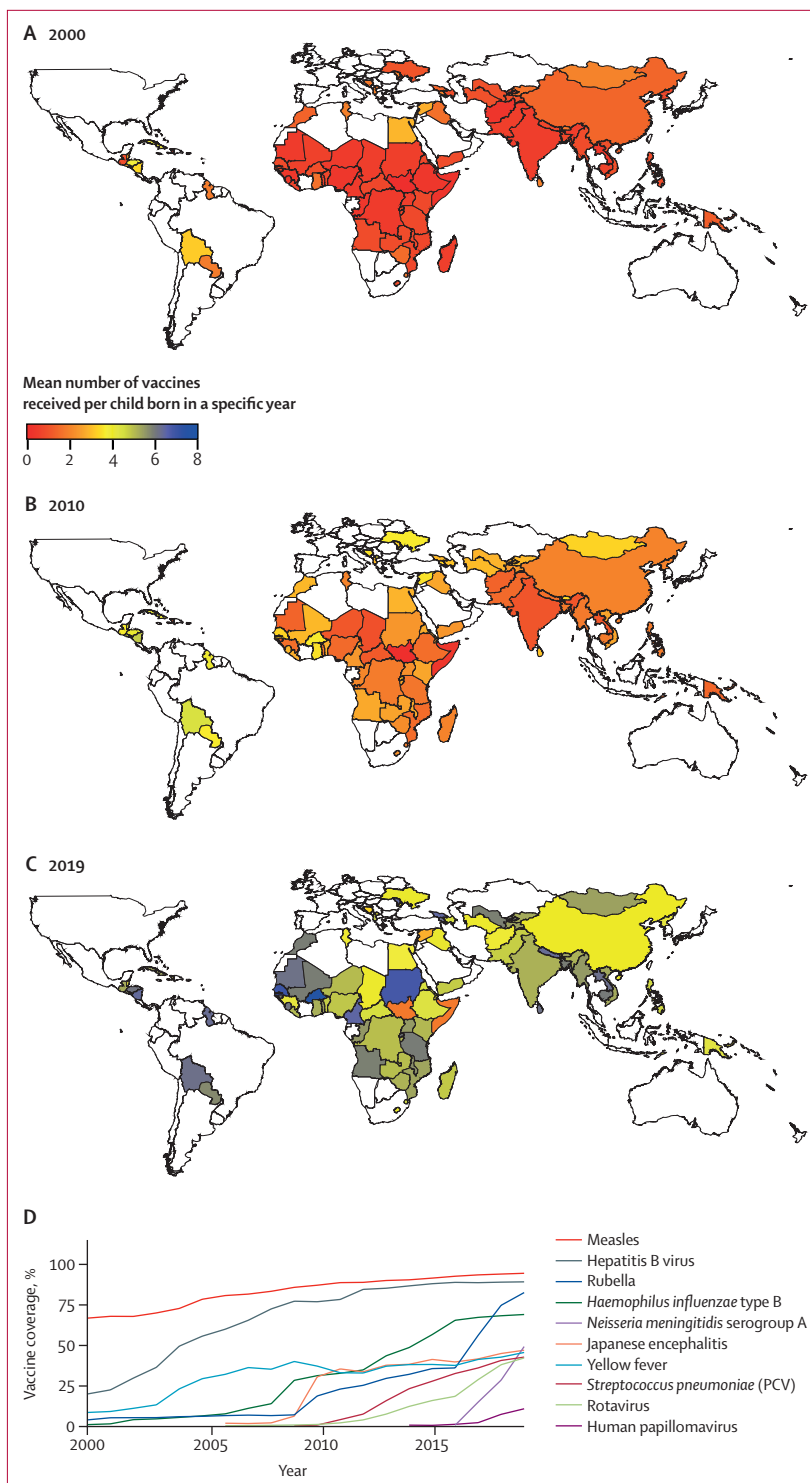 A 2000
Mean number of vaccines
received per child born in a specific year
0 2 4 6 8
B 2010
C 2019
D
100
75
50
25
0
Vaccine coverage, %
2000 2005 2010 2015
Year
Measles
Hepatitis B virus
Rubella
Haemophilus influenzae type B
Neisseria meningitidis serogroup A
Japanese encephalitis
Yellow fever
Streptococcus pneumoniae (PCV)
Rotavirus
Human papillomavirus